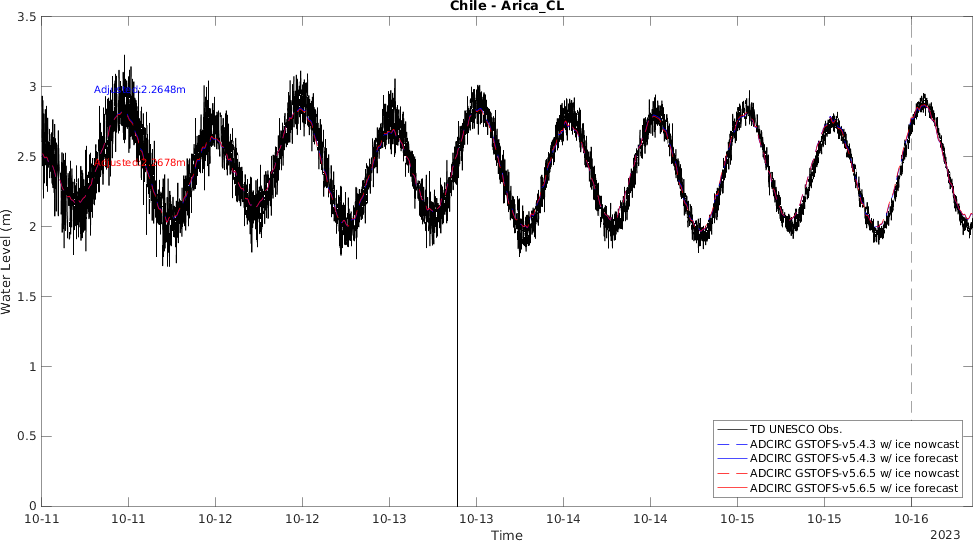 Chile - Arica_CL
3.5
3
2.5
2
1.5
1
0.5
0
Water Level (m)
Adjusted:2.2648m
10-11
10-11
10-12
10-12
10-13
10-13
10-14
10-14
10-15
10-15
10-16
Time
2023
TD UNESCO Obs.
ADCIRC GSTOFS-v5.4.3 w/ ice nowcast
ADCIRC GSTOFS-v5.4.3 w/ ice forecast
ADCIRC GSTOFS-v5.6.5 w/ ice nowcast
ADCIRC GSTOFS-v5.6.5 w/ ice forecast